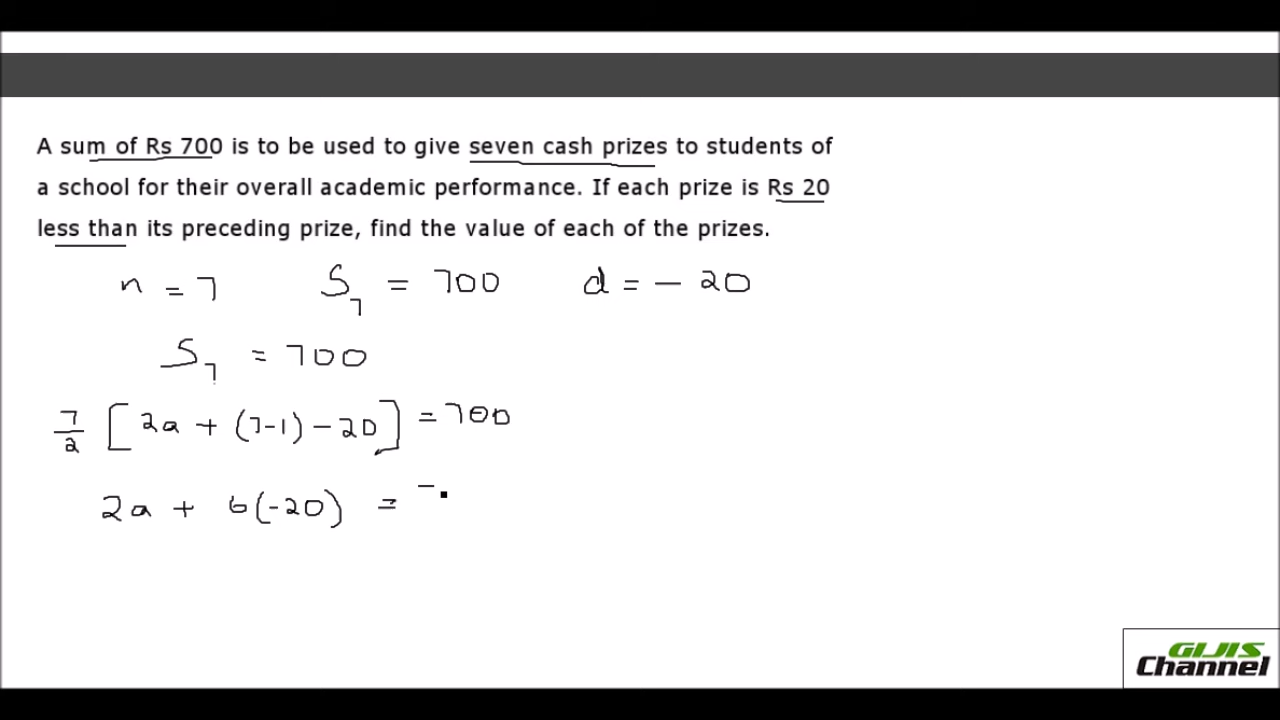 A sum of Rs 700 is to be used to give seven cash prizes to students of
a school for their overall academic performance. If each prize is Rs 20
less than its preceding prize, find the value of each of the prizes.
n = 7 S₇ = 700 d = - 20
S₇ = 700
7/2 [2a + (7-1) - 20] = 700
2a + 6(-20) =
GIJIS
Channel